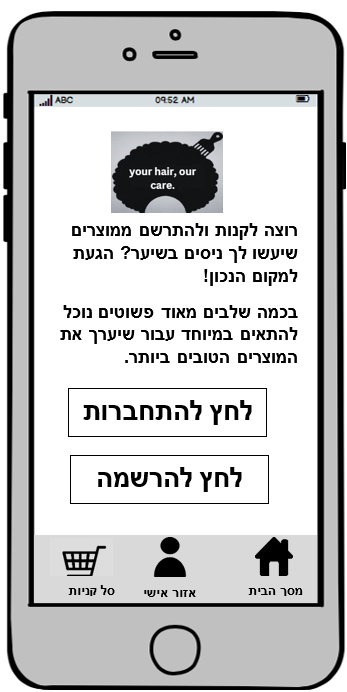 ABC
09:52 AM
your hair, our
care.
רוצה לקנות ולהתרשם ממוצרים
שיעשו לך ניסים בשיער? הגעת
למקום הנכון!
בכמה שלבים מאוד פשוטים נוכל
להתאים במיוחד עבור שיערך את
המוצרים הטובים ביותר.
לחץ להתחברות
לחץ להרשמה
מסך הבית
אזור אישי
סל קניות